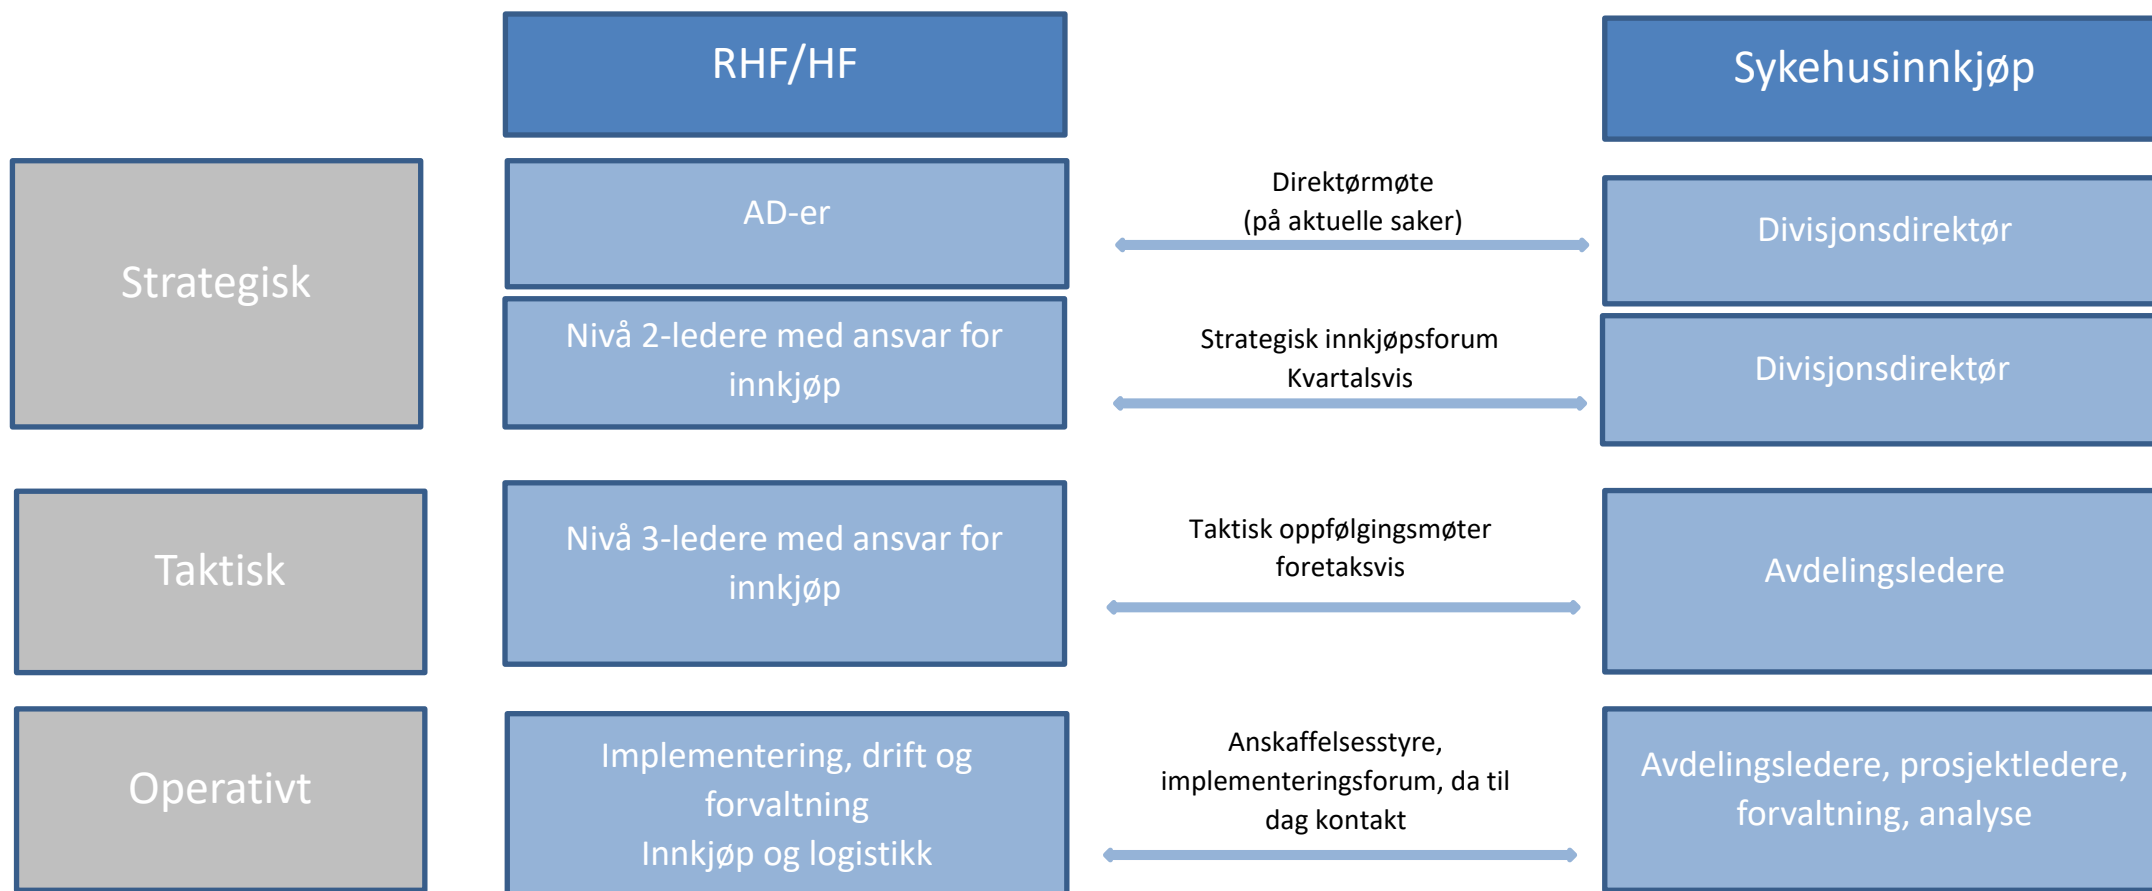 RHF/HF
Sykehusinnkjøp
Strategisk
AD-er
Direktørmøte
(på aktuelle saker)
Divisjonsdirektør
Nivå 2-ledere med ansvar for
innkjøp
Strategisk innkjøpsforum
Kvartalsvis
Divisjonsdirektør
Taktisk
Nivå 3-ledere med ansvar for
innkjøp
Taktisk oppfølgingsmøter
foretaksvis
Avdelingsledere
Operativt
Implementering, drift og
forvaltning
Innkjøp og logistikk
Anskaffelsesstyre,
implementeringsforum, da til
dag kontakt
Avdelingsledere, prosjektledere,
forvaltning, analyse